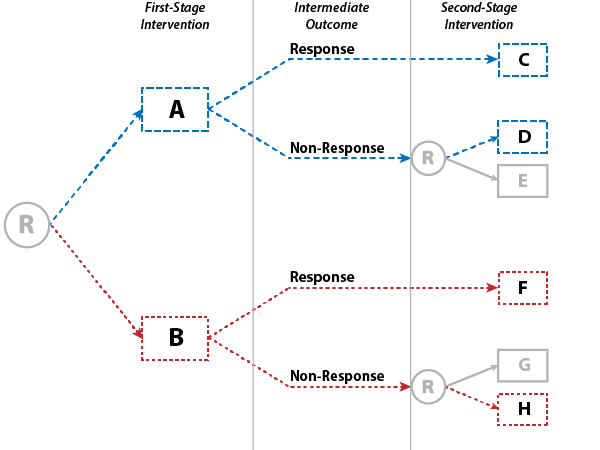 First-Stage
Intervention
Intermediate
Outcome
Second-Stage
Intervention
Response
C
A
D
Non-Response
R
E
R
Response
F
B
G
Non-Response
R
H